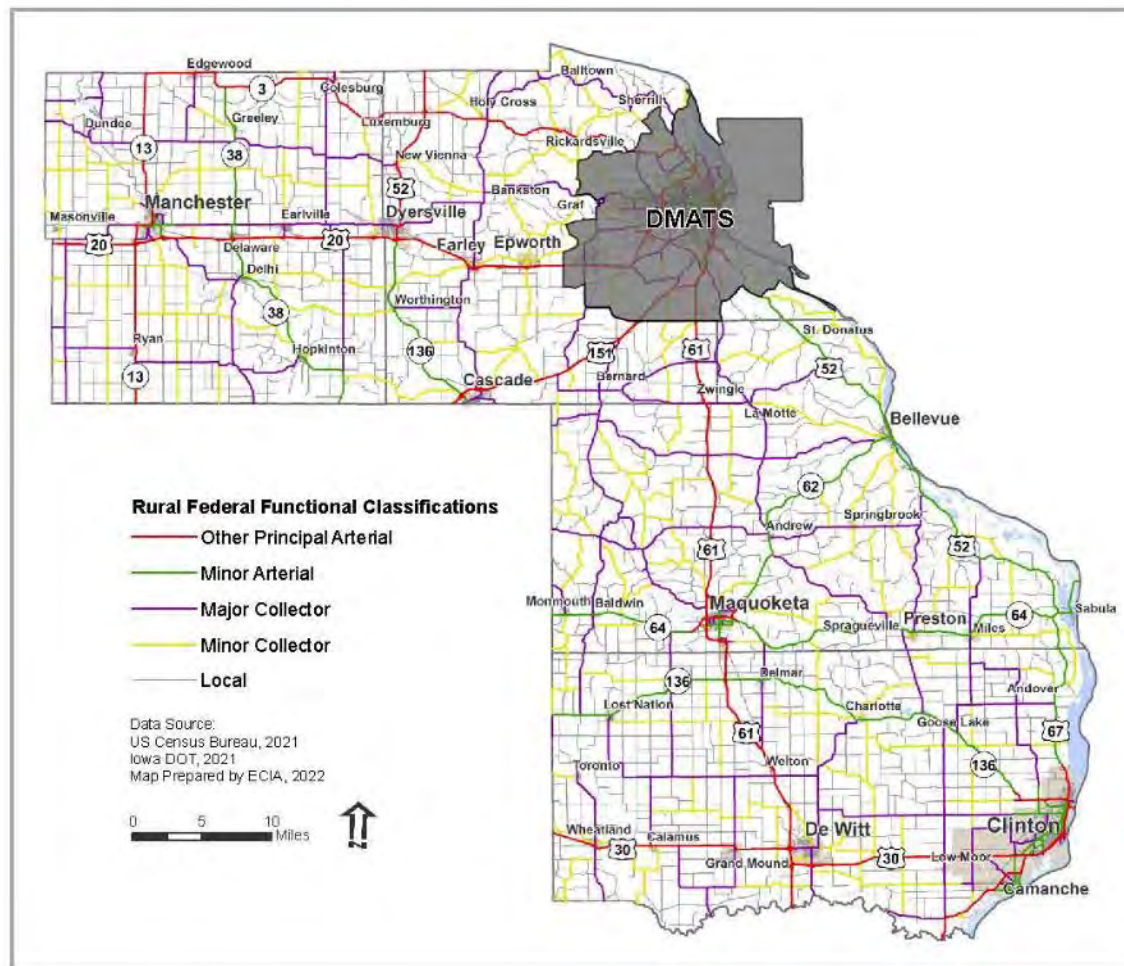 Edgewood
Balltown
3
Colesburg
Holy Cross
Sherrill
Greeley
Dundee
Luxemburg
Rickardsville
13
38
New Vienna
52
Bankston
Manchester
Graf
Masonville
Earlville
Dyersville
DMATS
20
Delaware
20
Farley
Epworth
Delhi
Worthington
38
St. Donatus
Ryan
Hopkinton
136
151
61
52
13
Cascade
Bernard
Zwingle
La Motte
Bellevue
62
Springbrook
Andrew
61
52
Monmouth
Baldwin
Maquoketa
64
Spragueville
Preston
Miles
64
Sabula
136
Delmar
Andover
Lost Nation
Charlotte
Goose Lake
61
67
Toronto
Welton
136
Wheatland
Calamus
De Witt
Clinton
30
Grand Mound
30
Low Moor
Camanche
Rural Federal Functional Classifications
Other Principal Arterial
Minor Arterial
Major Collector
Minor Collector
Local
Data Source:
US Census Bureau, 2021
Iowa DOT, 2021
Map Prepared by ECIA, 2022
0 5 10
Miles
N